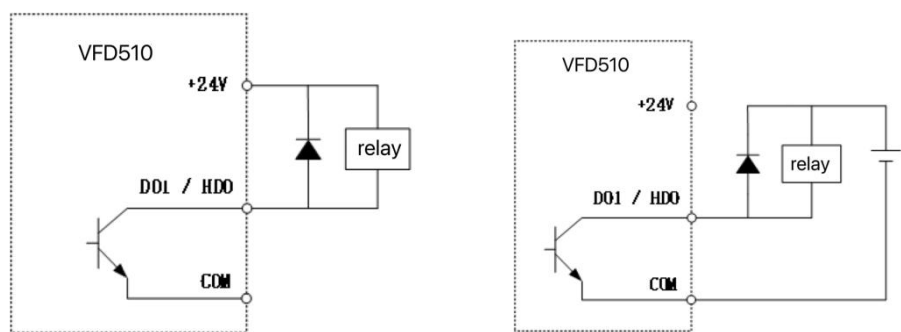 VFD510
+24V
relay
DO1 / HDO
COM
VFD510
+24V
relay
DO1 / HDO
COM